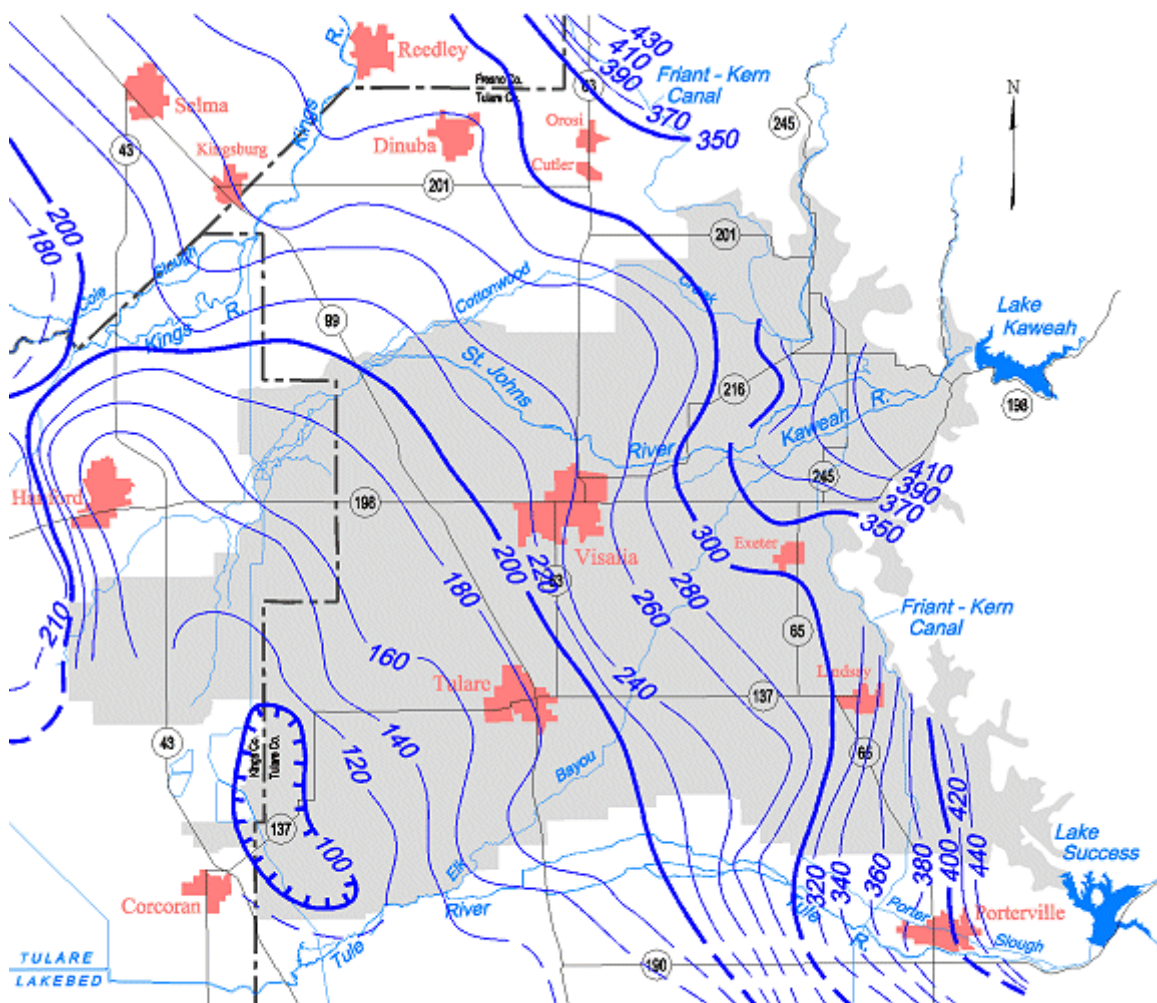 430
410
390
370
350
Friant - Kern
Canal
Reedley
R.
Kings
Fresno Co.
Tulare Co.
63
245
N
Selma
Orosi
Dinuba
Cutler
43
Kingsburg
201
200
180
201
Cole
Slough
Kings R.
99
Cottonwood
Creek
Lake
Kaweah
St. Johns
River
216
Kaweah R.
198
Hanford
198
245
410
390
370
350
Visalia
300
Exeter
200
220
63
180
280
260
Friant - Kern
Canal
210
65
160
240
Tulare
137
Lindsay
43
Kings Co.
Tulare Co.
140
120
65
Bayou
137
100
420
440
400
380
360
340
320
Lake
Success
Elk
Corcoran
River
Tule
Tule
R.
Porter
Slough
Porterville
TULARE
LAKEBED
190